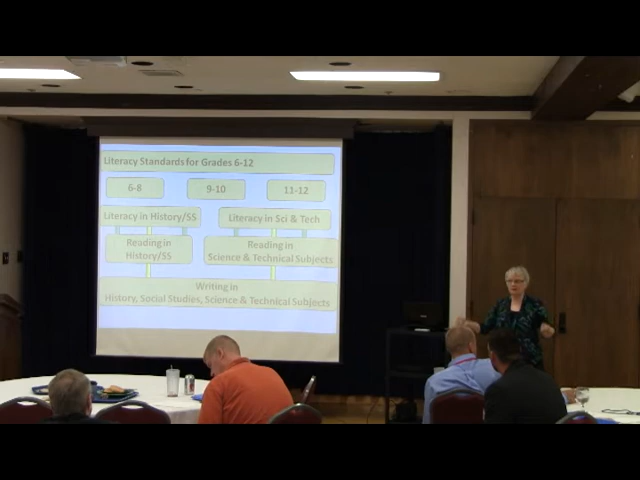 Literacy Standards for Grades 6-12
6-8 9-10 11-12
Literacy in History/SS Literacy in Sci & Tech
Reading in
History/SS
Reading in
Science & Technical Subjects
Writing in
History, Social Studies, Science & Technical Subjects